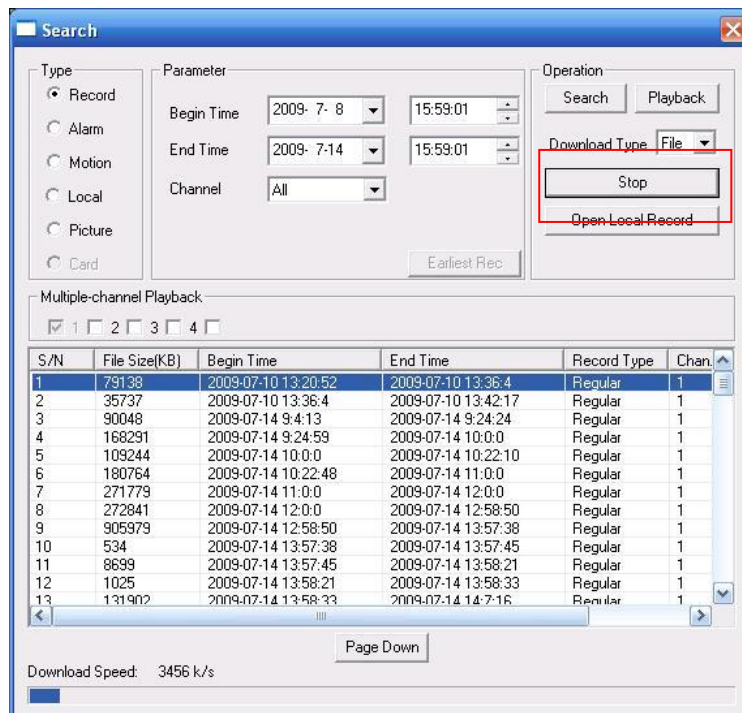 Search
Type
Record
Alarm
Motion
Local
Picture
Card
Parameter
Begin Time 2009- 7- 8 15:59:01
End Time 2009- 7-14 15:59:01
Channel All
Earliest Rec
Operation
Search Playback
Download Type File
Stop
Open Local Record
Multiple-channel Playback
1 2 3 4
S/N File Size(KB) Begin Time End Time Record Type Chan.
1 79138 2009-07-10 13:20:52 2009-07-10 13:36:4 Regular 1
2 35737 2009-07-10 13:36:4 2009-07-10 13:42:17 Regular 1
3 90048 2009-07-14 9:4:13 2009-07-14 9:24:24 Regular 1
4 168291 2009-07-14 9:24:59 2009-07-14 10:0:0 Regular 1
5 109244 2009-07-14 10:0:0 2009-07-14 10:22:10 Regular 1
6 180764 2009-07-14 10:22:48 2009-07-14 11:0:0 Regular 1
7 271779 2009-07-14 11:0:0 2009-07-14 12:0:0 Regular 1
8 272841 2009-07-14 12:0:0 2009-07-14 12:58:50 Regular 1
9 905979 2009-07-14 12:58:50 2009-07-14 13:57:38 Regular 1
10 534 2009-07-14 13:57:38 2009-07-14 13:57:45 Regular 1
11 8699 2009-07-14 13:57:45 2009-07-14 13:58:21 Regular 1
12 1025 2009-07-14 13:58:21 2009-07-14 13:58:33 Regular 1
13 131902 2009-07-14 13:58:33 2009-07-14 14:7:16 Regular 1
Page Down
Download Speed: 3456 k/s